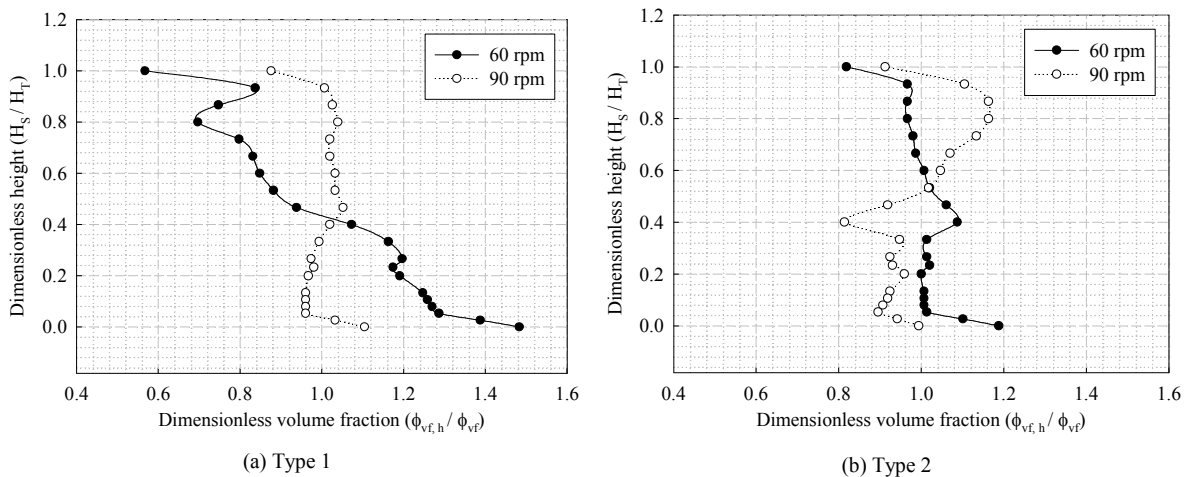 1.2
1.0
0.8
0.6
0.4
0.2
0.0
Dimensionless height (H_S / H_T)
60 rpm
90 rpm
0.4 0.6 0.8 1.0 1.2 1.4 1.6
Dimensionless volume fraction (ϕ_vf, h / ϕ_vf)
(a) Type 1
1.2
1.0
0.8
0.6
0.4
0.2
0.0
Dimensionless height (H_S / H_T)
60 rpm
90 rpm
0.4 0.6 0.8 1.0 1.2 1.4 1.6
Dimensionless volume fraction (ϕ_vf, h / ϕ_vf)
(b) Type 2